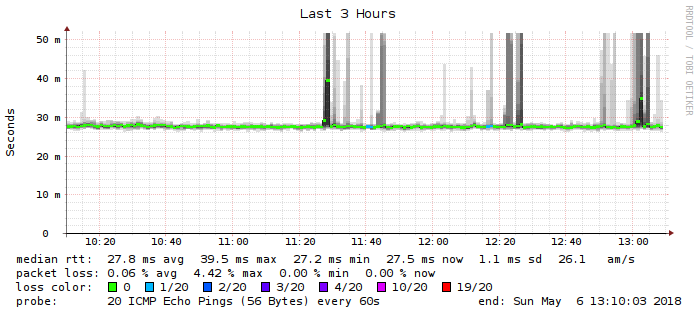 Last 3 Hours
RRDTOOL / TOBI OETIKER
Seconds
50 m
40 m
30 m
20 m
10 m
0
10:20 10:40 11:00 11:20 11:40 12:00 12:20 12:40 13:00
median rtt: 27.8 ms avg 39.5 ms max 27.2 ms min 27.5 ms now 1.1 ms sd 26.1 am/s
packet loss: 0.06 % avg 4.42 % max 0.00 % min 0.00 % now
loss color: 0 1/20 2/20 3/20 4/20 10/20 19/20
probe: 20 ICMP Echo Pings (56 Bytes) every 60s end: Sun May 6 13:10:03 2018